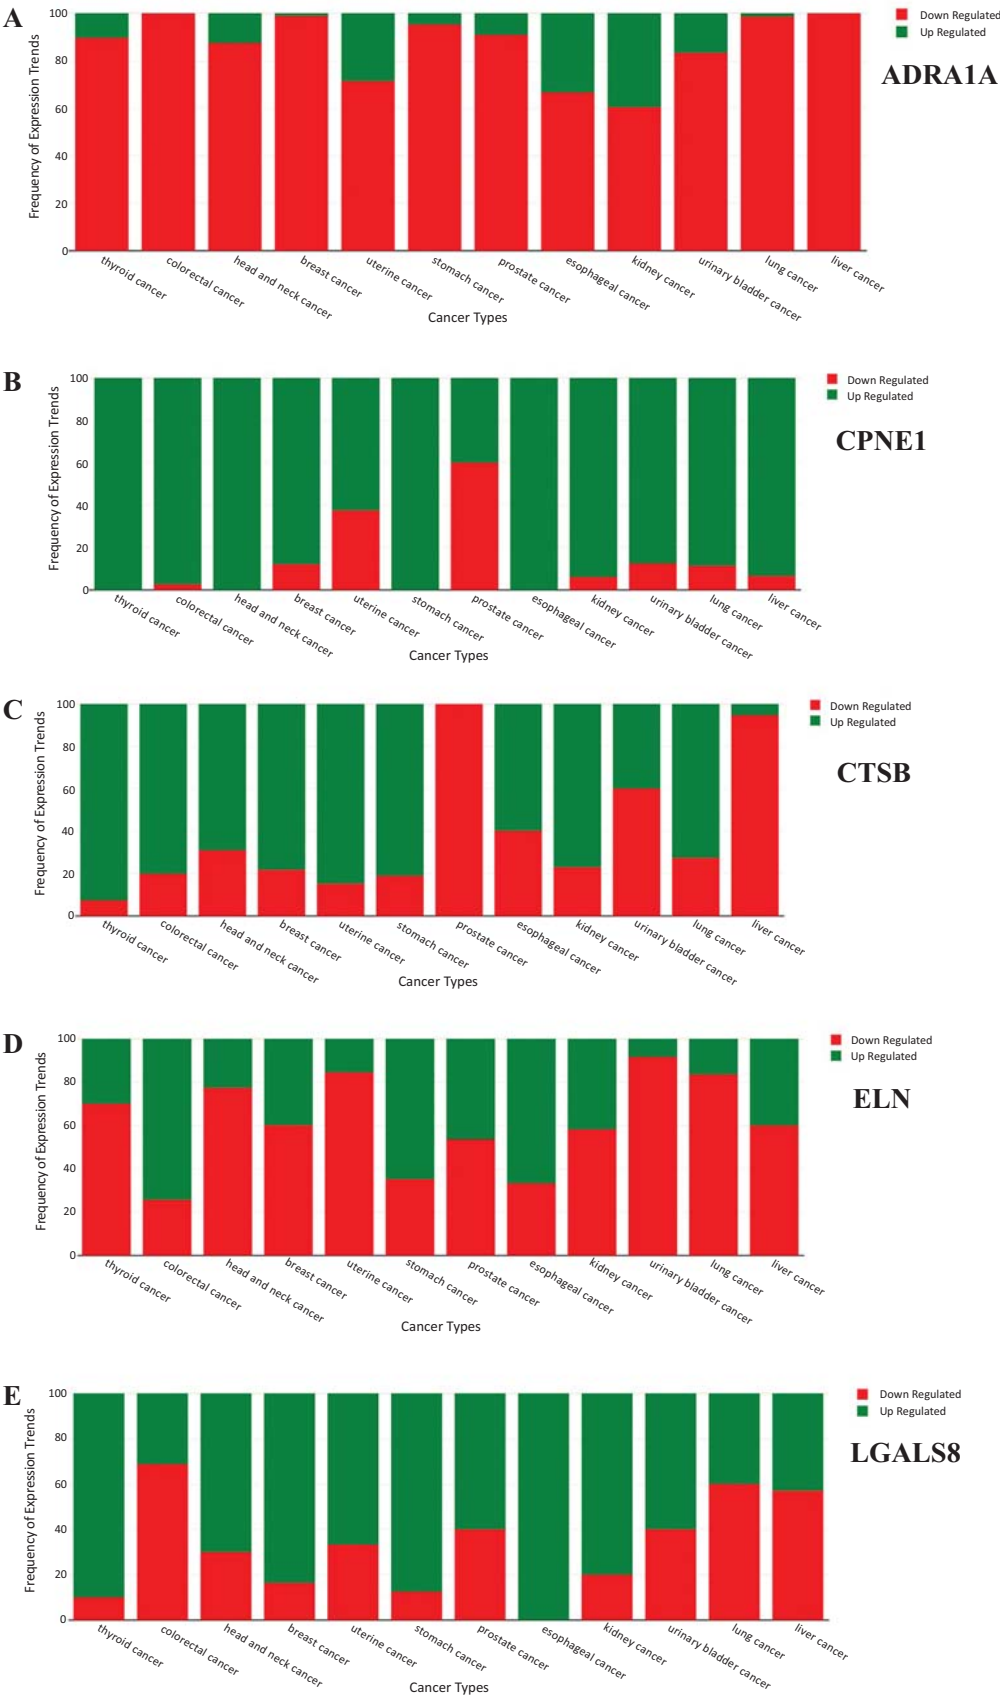 A
Frequency of Expression Trends
100
80
60
40
20
0
thyroid cancer
colorectal cancer
head and neck cancer
breast cancer
uterine cancer
stomach cancer
prostate cancer
esophageal cancer
kidney cancer
urinary bladder cancer
lung cancer
liver cancer
Cancer Types
Down Regulated
Up Regulated
ADRA1A
B
Frequency of Expression Trends
100
80
60
40
20
0
thyroid cancer
colorectal cancer
head and neck cancer
breast cancer
uterine cancer
stomach cancer
prostate cancer
esophageal cancer
kidney cancer
urinary bladder cancer
lung cancer
liver cancer
Cancer Types
Down Regulated
Up Regulated
CPNE1
C
Frequency of Expression Trends
100
80
60
40
20
0
thyroid cancer
colorectal cancer
head and neck cancer
breast cancer
uterine cancer
stomach cancer
prostate cancer
esophageal cancer
kidney cancer
urinary bladder cancer
lung cancer
liver cancer
Cancer Types
Down Regulated
Up Regulated
CTSB
D
Frequency of Expression Trends
100
80
60
40
20
0
thyroid cancer
colorectal cancer
head and neck cancer
breast cancer
uterine cancer
stomach cancer
prostate cancer
esophageal cancer
kidney cancer
urinary bladder cancer
lung cancer
liver cancer
Cancer Types
Down Regulated
Up Regulated
ELN
E
Frequency of Expression Trends
100
80
60
40
20
0
thyroid cancer
colorectal cancer
head and neck cancer
breast cancer
uterine cancer
stomach cancer
prostate cancer
esophageal cancer
kidney cancer
urinary bladder cancer
lung cancer
liver cancer
Cancer Types
Down Regulated
Up Regulated
LGALS8